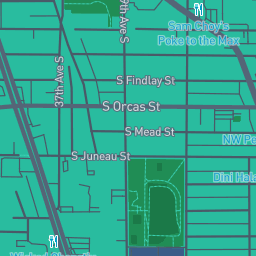 Sam Choy's
Poke to the Max
37th Ave S
S Findlay St
S Orcas St
S Mead St
NW Pe
S Juneau St
Dini Hala